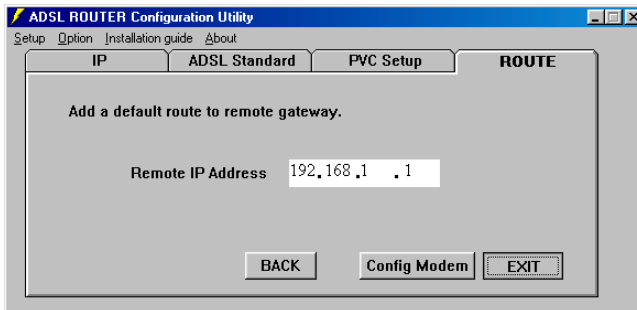 ADSL ROUTER Configuration Utility
Setup Option Installation guide About
IP ADSL Standard PVC Setup ROUTE
Add a default route to remote gateway.
Remote IP Address 192.168.1 .1
BACK Config Modem EXIT